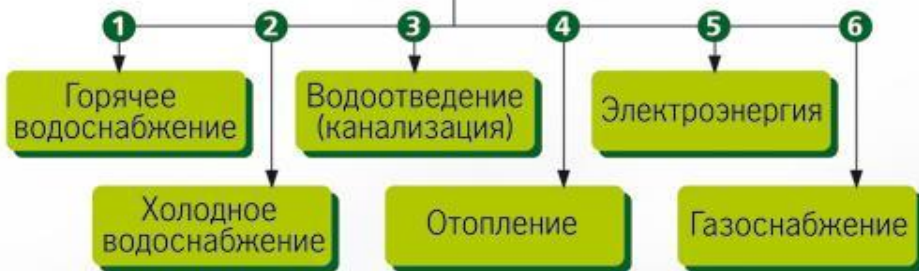 1
2
3
4
5
6
Горячее
водоснабжение
Водоотведение
(канализация)
Электроэнергия
Холодное
водоснабжение
Отопление
Газоснабжение